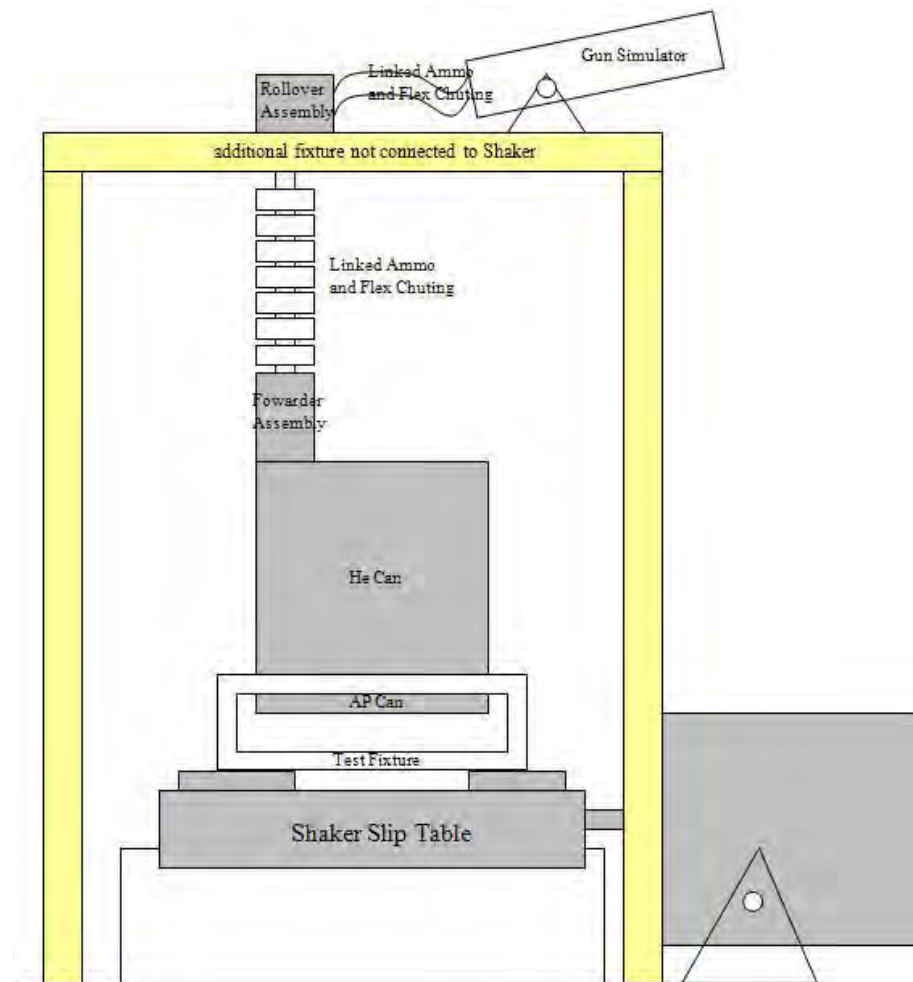 Gun Simulator
Linked Ammo
and Flex Chuting
Rollover
Assembly
additional fixture not connected to Shaker
Linked Ammo
and Flex Chuting
Fowarder
Assembly
He Can
AP Can
Test Fixture
Shaker Slip Table